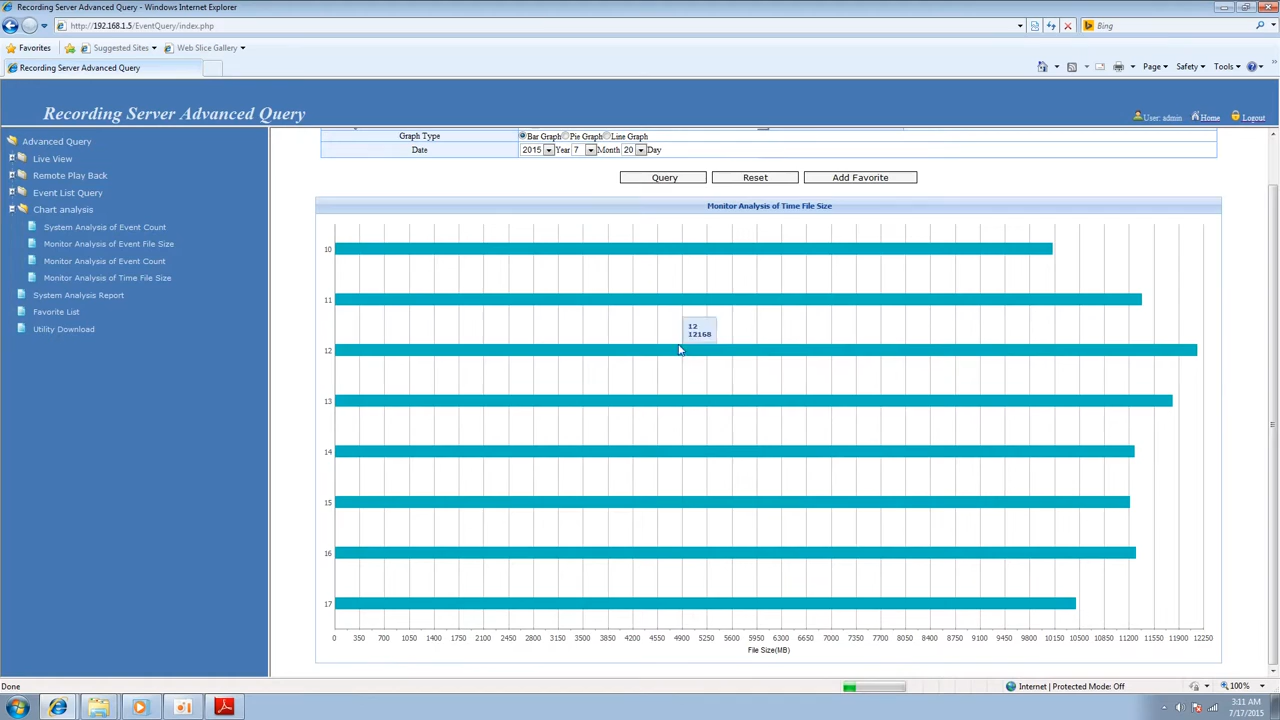 Recording Server Advanced Query - Windows Internet Explorer
http://192.168.1.5/EventQuery/index.php
Bing
Favorites
Suggested Sites
Web Slice Gallery
Recording Server Advanced Query
Page
Safety
Tools
Recording Server Advanced Query
User: admin
Home
Logout
Advanced Query
Live View
Remote Play Back
Event List Query
Chart analysis
System Analysis of Event Count
Monitor Analysis of Event File Size
Monitor Analysis of Event Count
Monitor Analysis of Time File Size
System Analysis Report
Favorite List
Utility Download
Graph Type
Bar Graph Pie Graph Line Graph
Date
2015 Year 7 Month 20 Day
Query
Reset
Add Favorite
Monitor Analysis of Time File Size
10
11
12
12168
12
13
14
15
16
17
0 350 700 1050 1400 1750 2100 2450 2800 3150 3500 3850 4200 4550 4900 5250 5600 5950 6300 6650 7000 7350 7700 8050 8400 8750 9100 9450 9800 10150 10500 10850 11200 11550 11900 12250
File Size(MB)
Done
Internet | Protected Mode: Off
100%
3:11 AM
7/17/2015